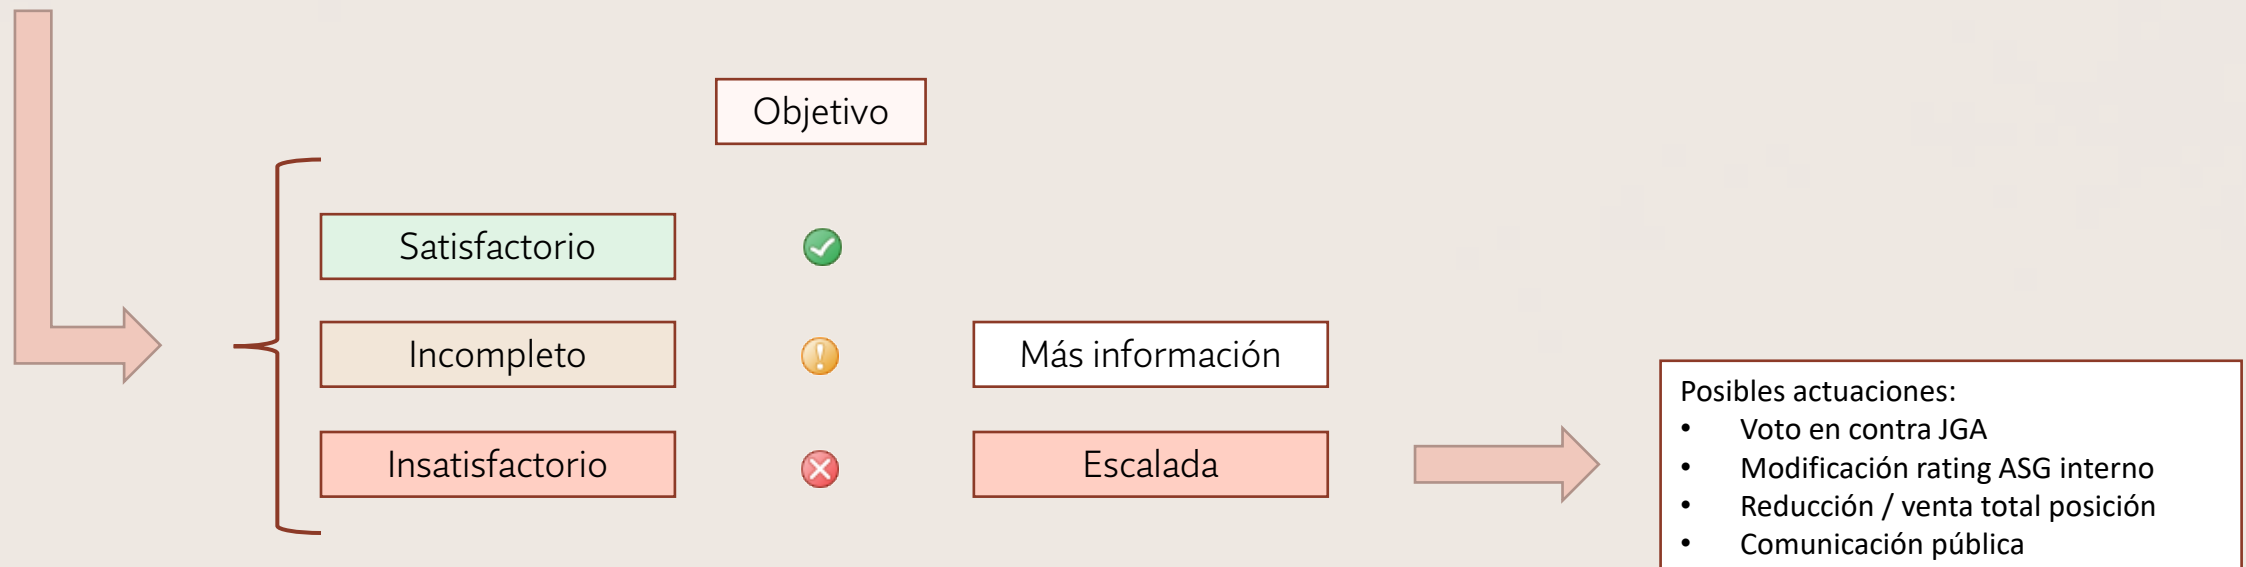 Objetivo
Satisfactorio
Incompleto
Más información
Insatisfactorio
Escalada
Posibles actuaciones:
• Voto en contra JGA
• Modificación rating ASG interno
• Reducción / venta total posición
• Comunicación pública